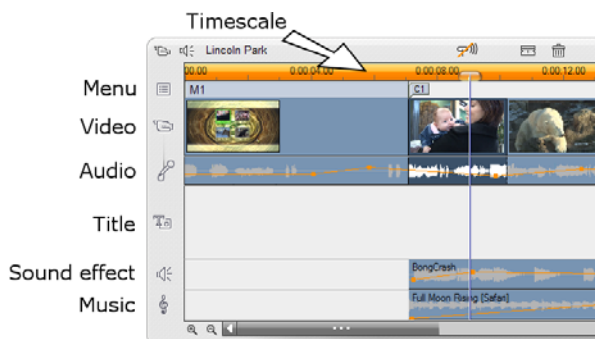 Timescale
Lincoln Park
00.00 0.00.04.00 0.00.08.00 0.00.12.00
Menu M1 C1
Video
Audio
Title
Sound effect BongCrash
Music Full Moon Rising [Safari]